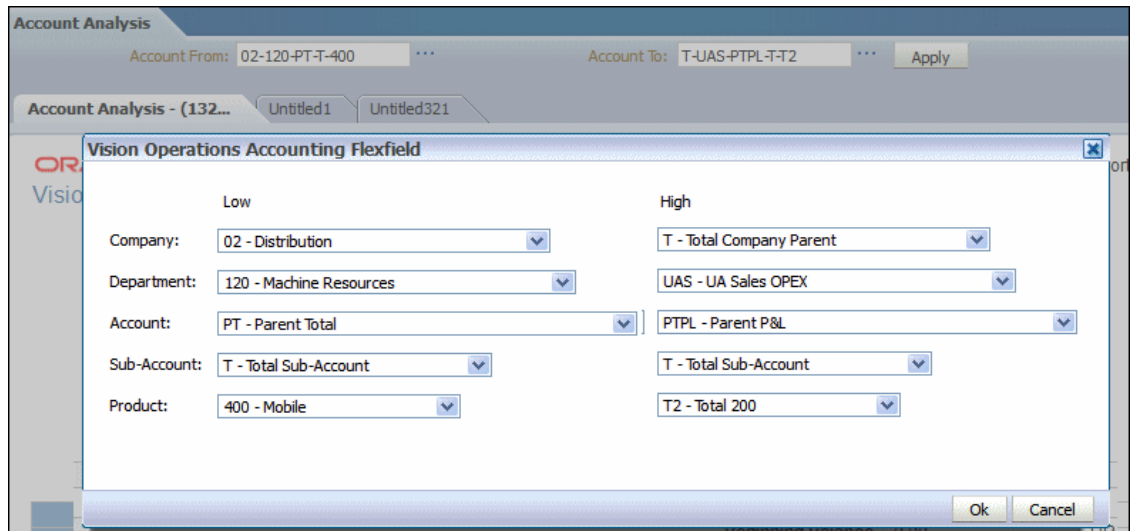 Account Analysis
Account From: 02-120-PT-T-400 ... Account To: T-UAS-PTPL-T-T2 ... Apply
Account Analysis - (132... Untitled1 Untitled321
Vision Operations Accounting Flexfield
Low High
Company: 02 - Distribution T - Total Company Parent
Department: 120 - Machine Resources UAS - UA Sales OPEX
Account: PT - Parent Total ] PTPL - Parent P&L
Sub-Account: T - Total Sub-Account T - Total Sub-Account
Product: 400 - Mobile T2 - Total 200
Ok Cancel